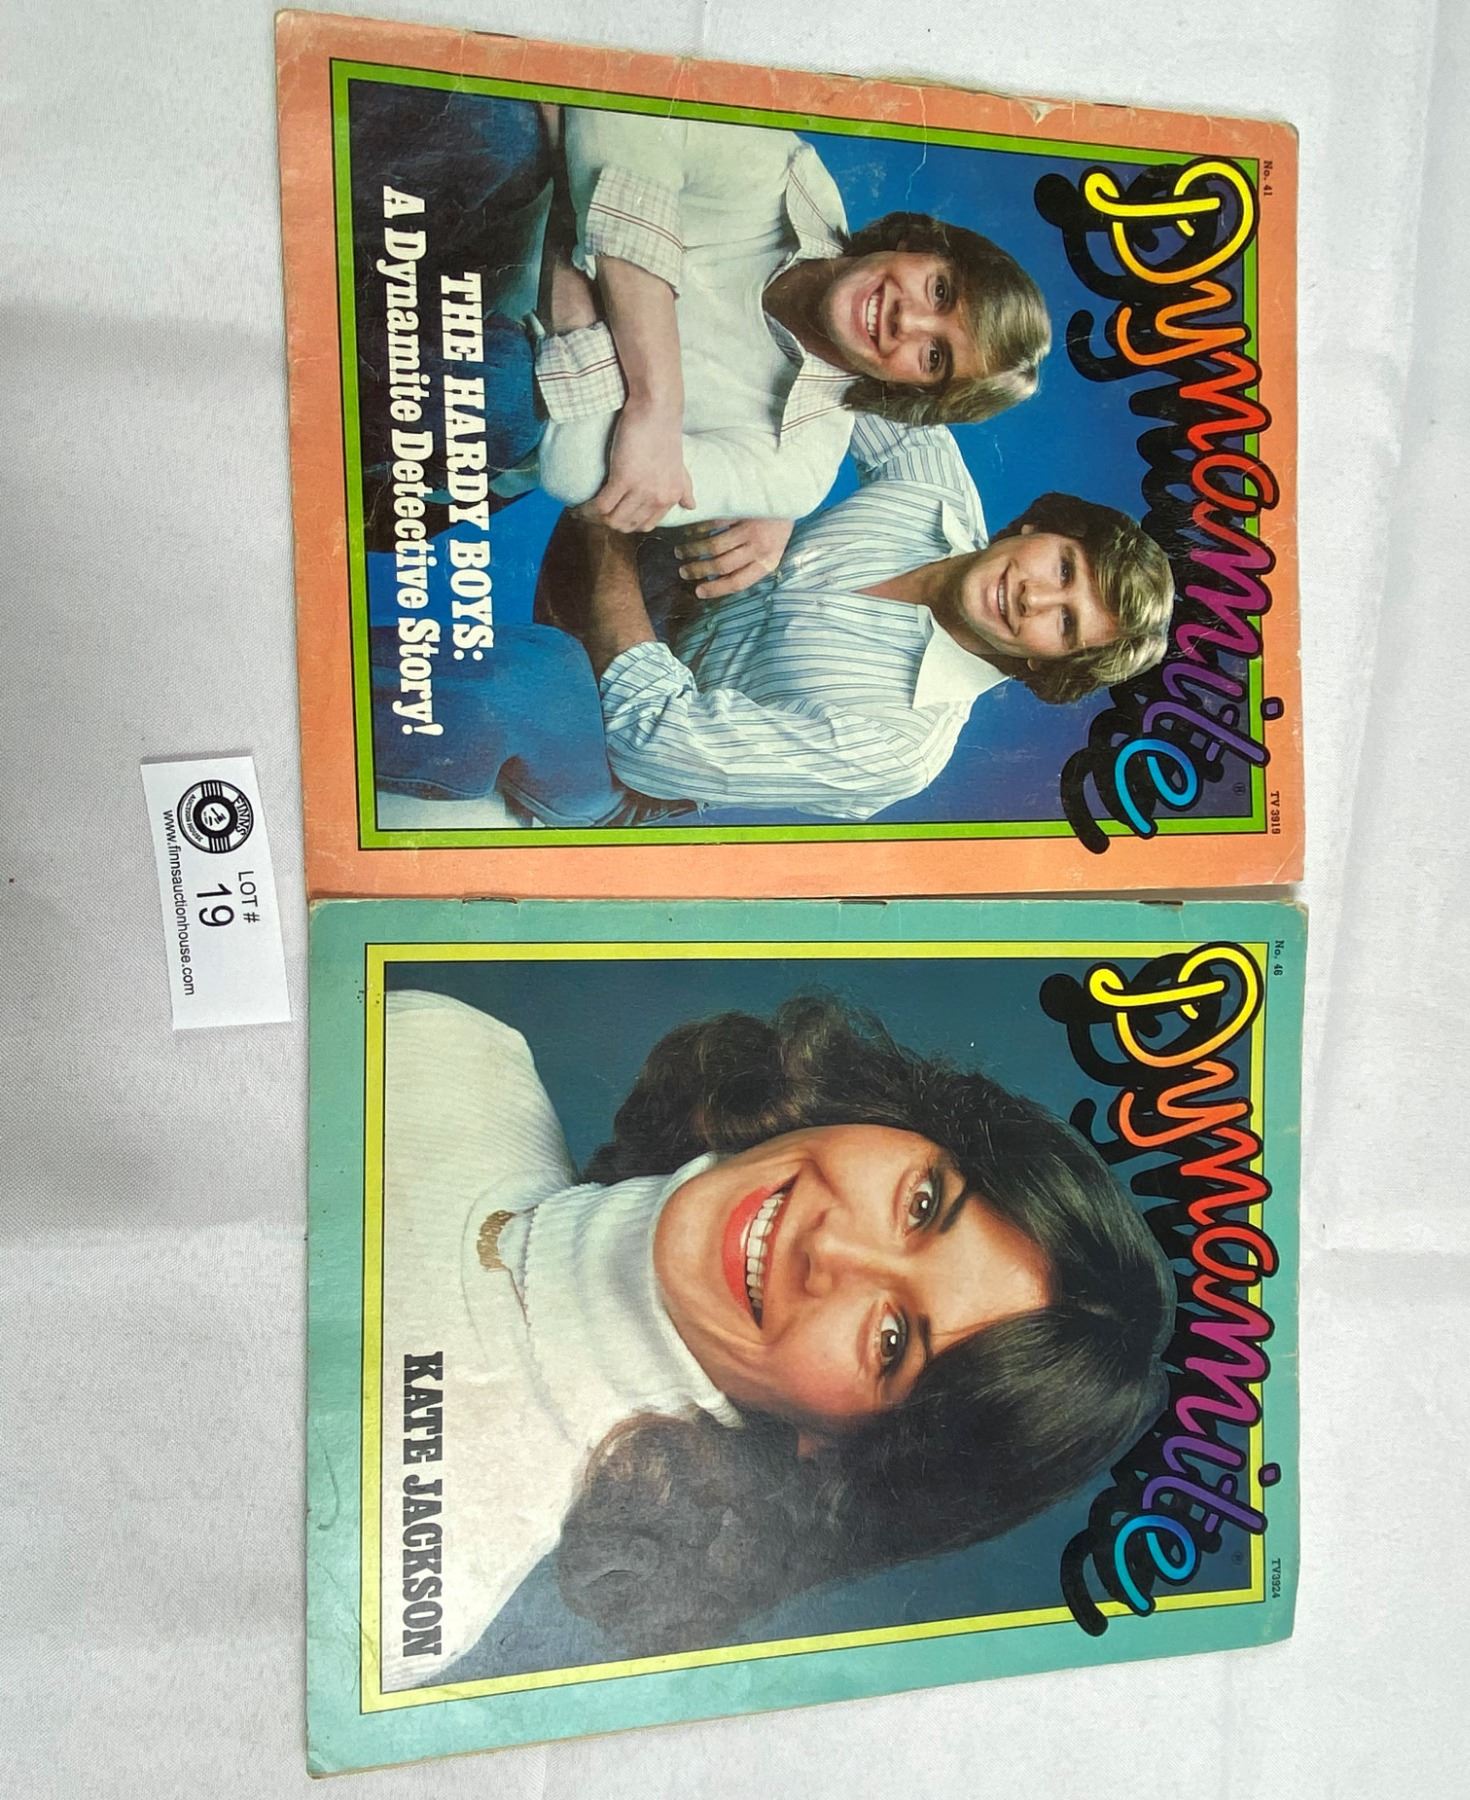 No. 41
TV 3919
Dynamite®
THE HARDY BOYS:
A Dynamite Detective Story!
No. 46
TV3924
Dynamite®
KATE JACKSON
FINNS
LOT #
19
www.finnsauctionhouse.com